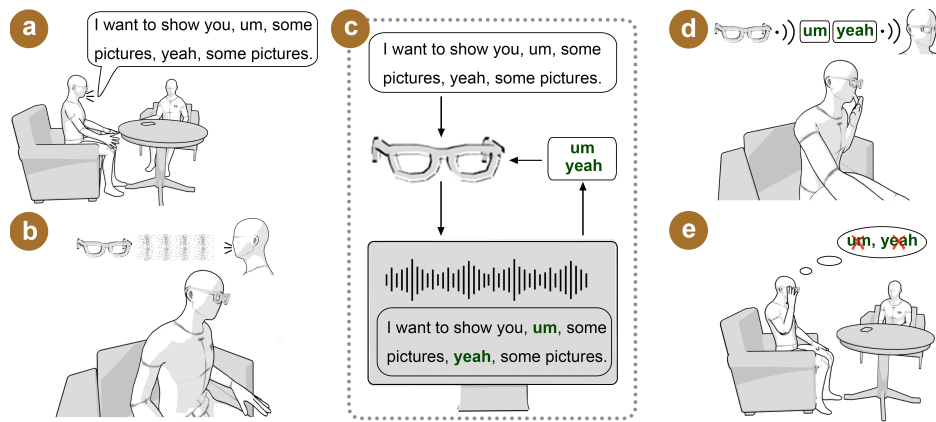 a
I want to show you, um, some
pictures, yeah, some pictures.
b
c
I want to show you, um, some
pictures, yeah, some pictures.
um
yeah
I want to show you, um, some
pictures, yeah, some pictures.
d
um yeah
e
um, yeah